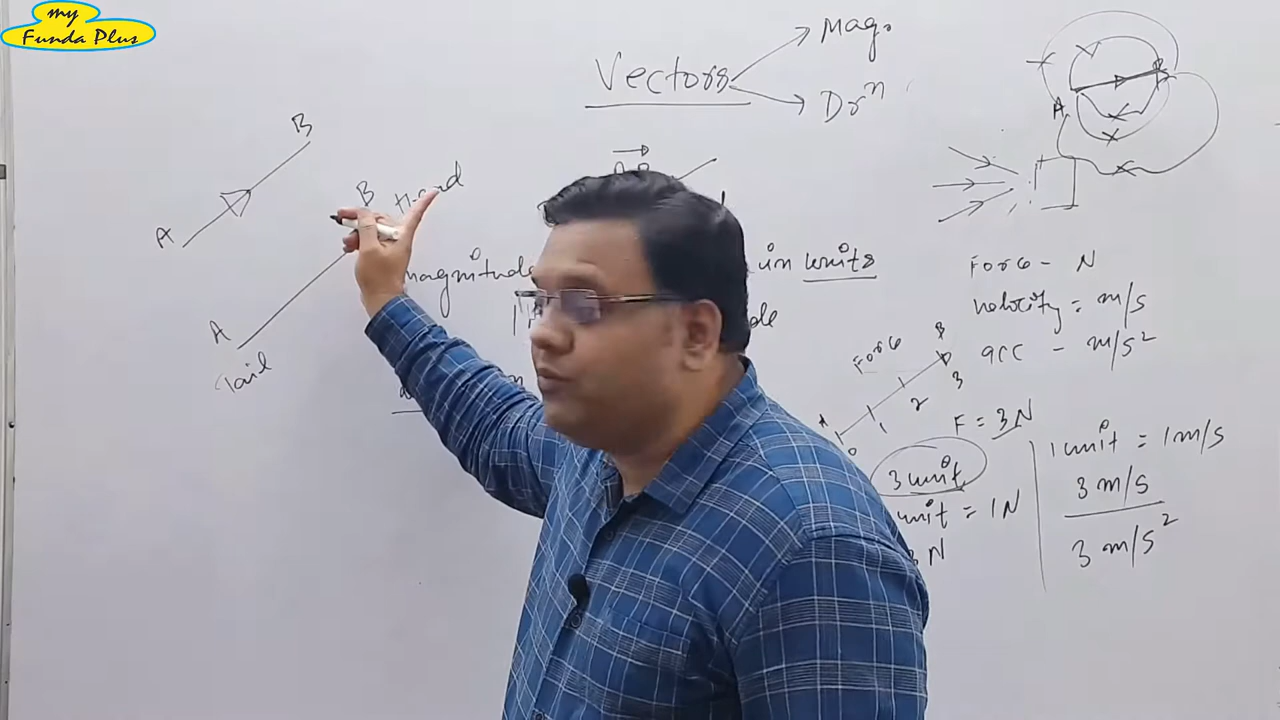 my
Funda Plus
Vectors
Mag.
Drⁿ
A
B
A
B
Head
A
Tail
magnitude
in units
Force - N
velocity = m/s
acc - m/s²
Force
B
3
2
1
0
A
F = 3N
3 unit
unit = 1N
N
1 unit = 1 m/s
3 m/s
3 m/s²